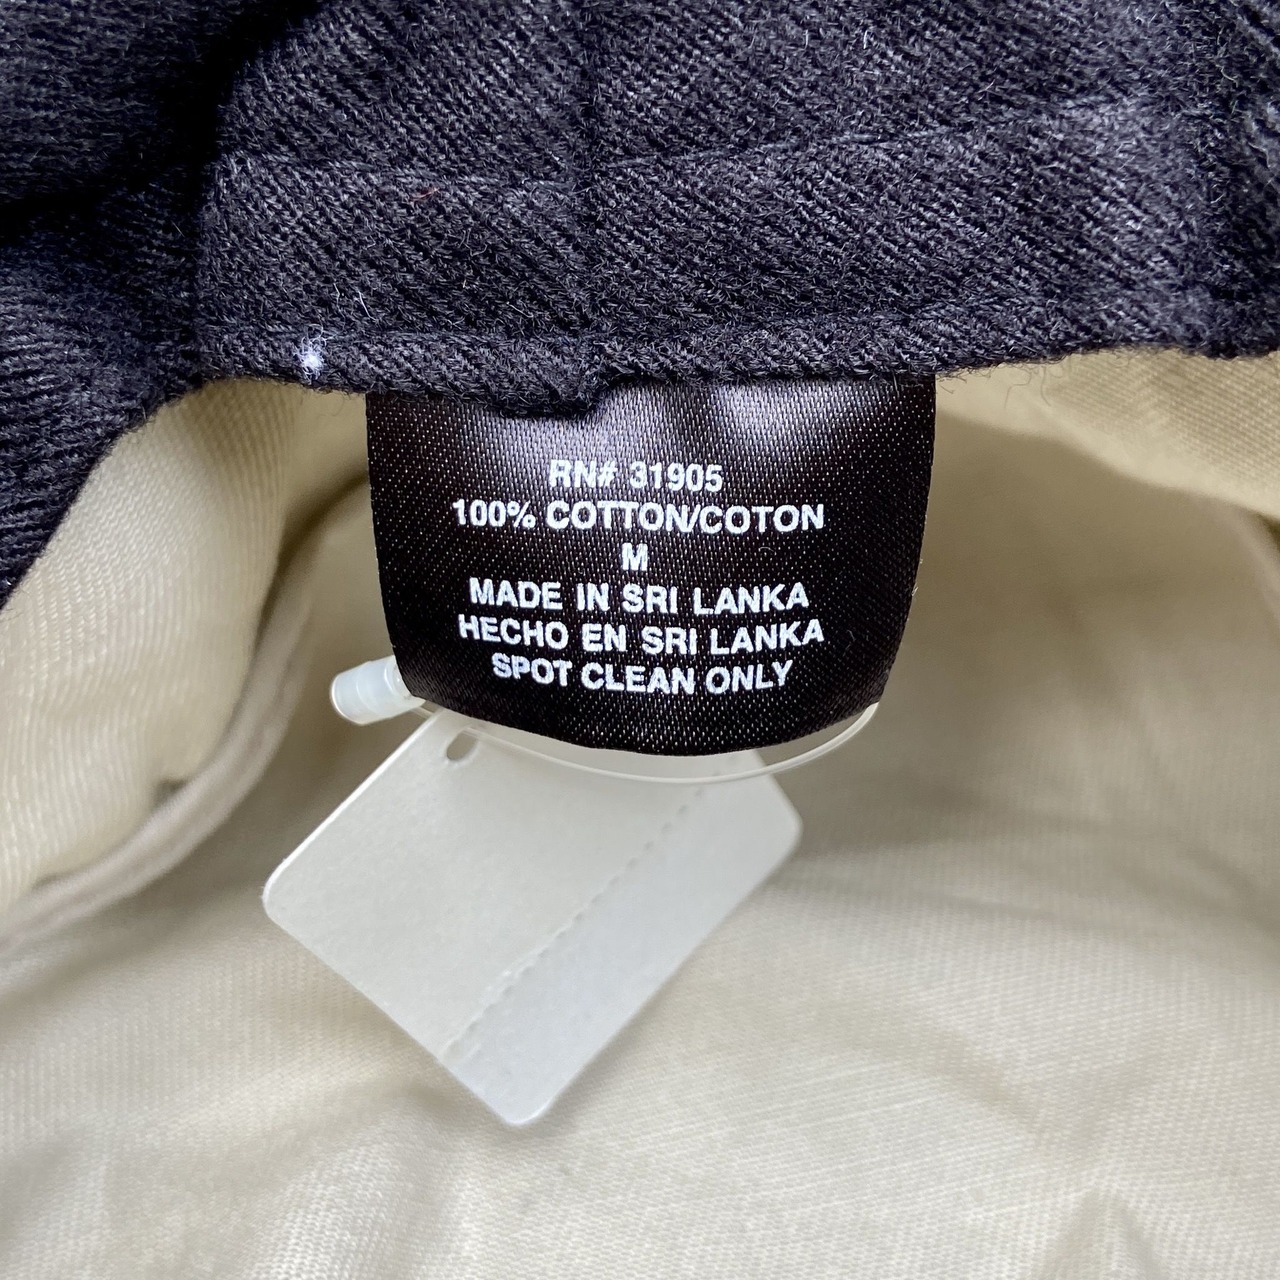 RN# 31905
100% COTTON/COTON
M
MADE IN SRI LANKA
HECHO EN SRI LANKA
SPOT CLEAN ONLY